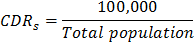 CDRₛ = 100,000 / Total population